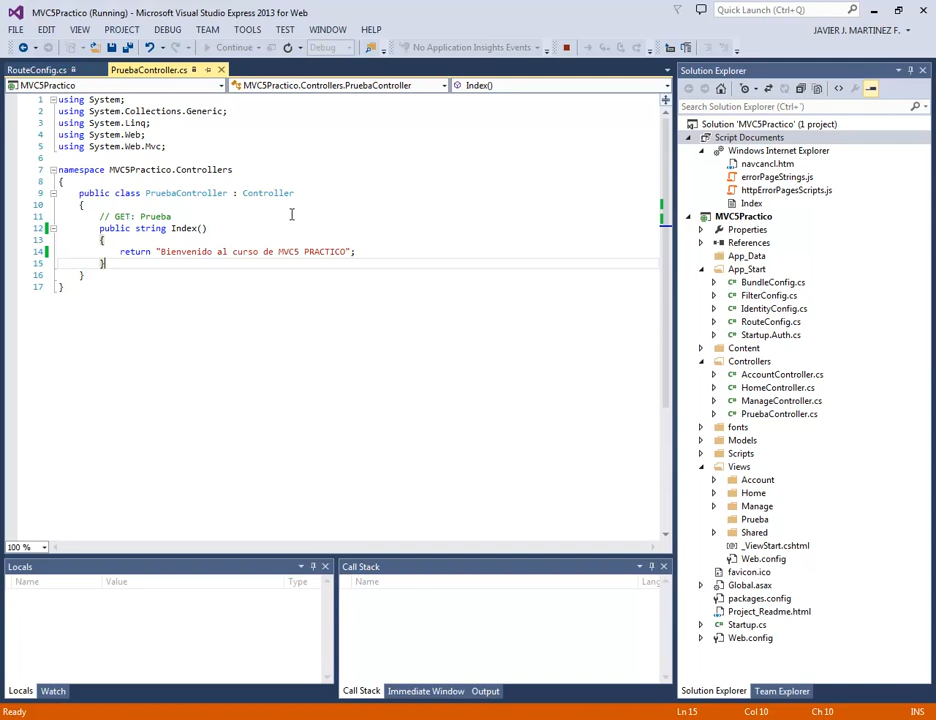 MVC5Practico (Running) - Microsoft Visual Studio Express 2013 for Web
Quick Launch (Ctrl+Q)
FILE EDIT VIEW PROJECT DEBUG TEAM TOOLS TEST WINDOW HELP
JAVIER J. MARTINEZ F.
Continue Debug No Application Insights Events
RouteConfig.cs PruebaController.cs
MVC5Practico MVC5Practico.Controllers.PruebaController Index()
1 using System;
2 using System.Collections.Generic;
3 using System.Linq;
4 using System.Web;
5 using System.Web.Mvc;
6
7 namespace MVC5Practico.Controllers
8 {
9 public class PruebaController : Controller
10 {
11 // GET: Prueba
12 public string Index()
13 {
14 return "Bienvenido al curso de MVC5 PRACTICO";
15 }
16 }
17 }
100 %
Locals
Name Value Type
Locals Watch
Call Stack
Name Lang
Call Stack Immediate Window Output
Solution Explorer
Search Solution Explorer (Ctrl+´)
Solution 'MVC5Practico' (1 project)
Script Documents
Windows Internet Explorer
navcancl.htm
errorPageStrings.js
httpErrorPagesScripts.js
Index
MVC5Practico
Properties
References
App_Data
App_Start
BundleConfig.cs
FilterConfig.cs
IdentityConfig.cs
RouteConfig.cs
Startup.Auth.cs
Content
Controllers
AccountController.cs
HomeController.cs
ManageController.cs
PruebaController.cs
fonts
Models
Scripts
Views
Account
Home
Manage
Prueba
Shared
_ViewStart.cshtml
Web.config
favicon.ico
Global.asax
packages.config
Project_Readme.html
Startup.cs
Web.config
Solution Explorer Team Explorer
Ready Ln 15 Col 10 Ch 10 INS